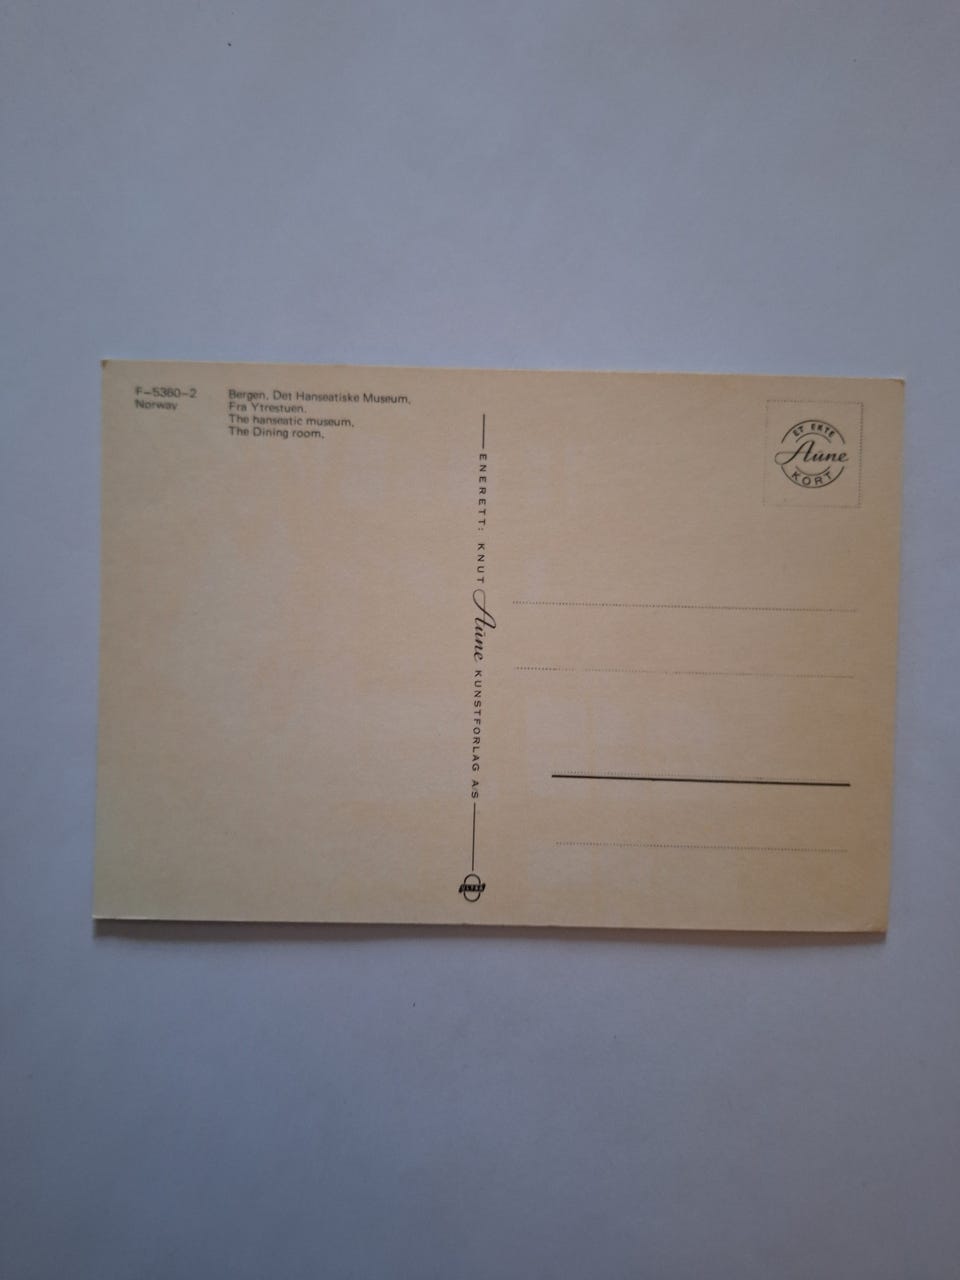 F-5360-2
Norway
Bergen. Det Hanseatiske Museum.
Fra Ytrestuen.
The hanseatic museum.
The Dining room.
ENERETT: KNUT Aune KUNSTFORLAG A/S
ULTRA
ET EKTE
Aune
KORT